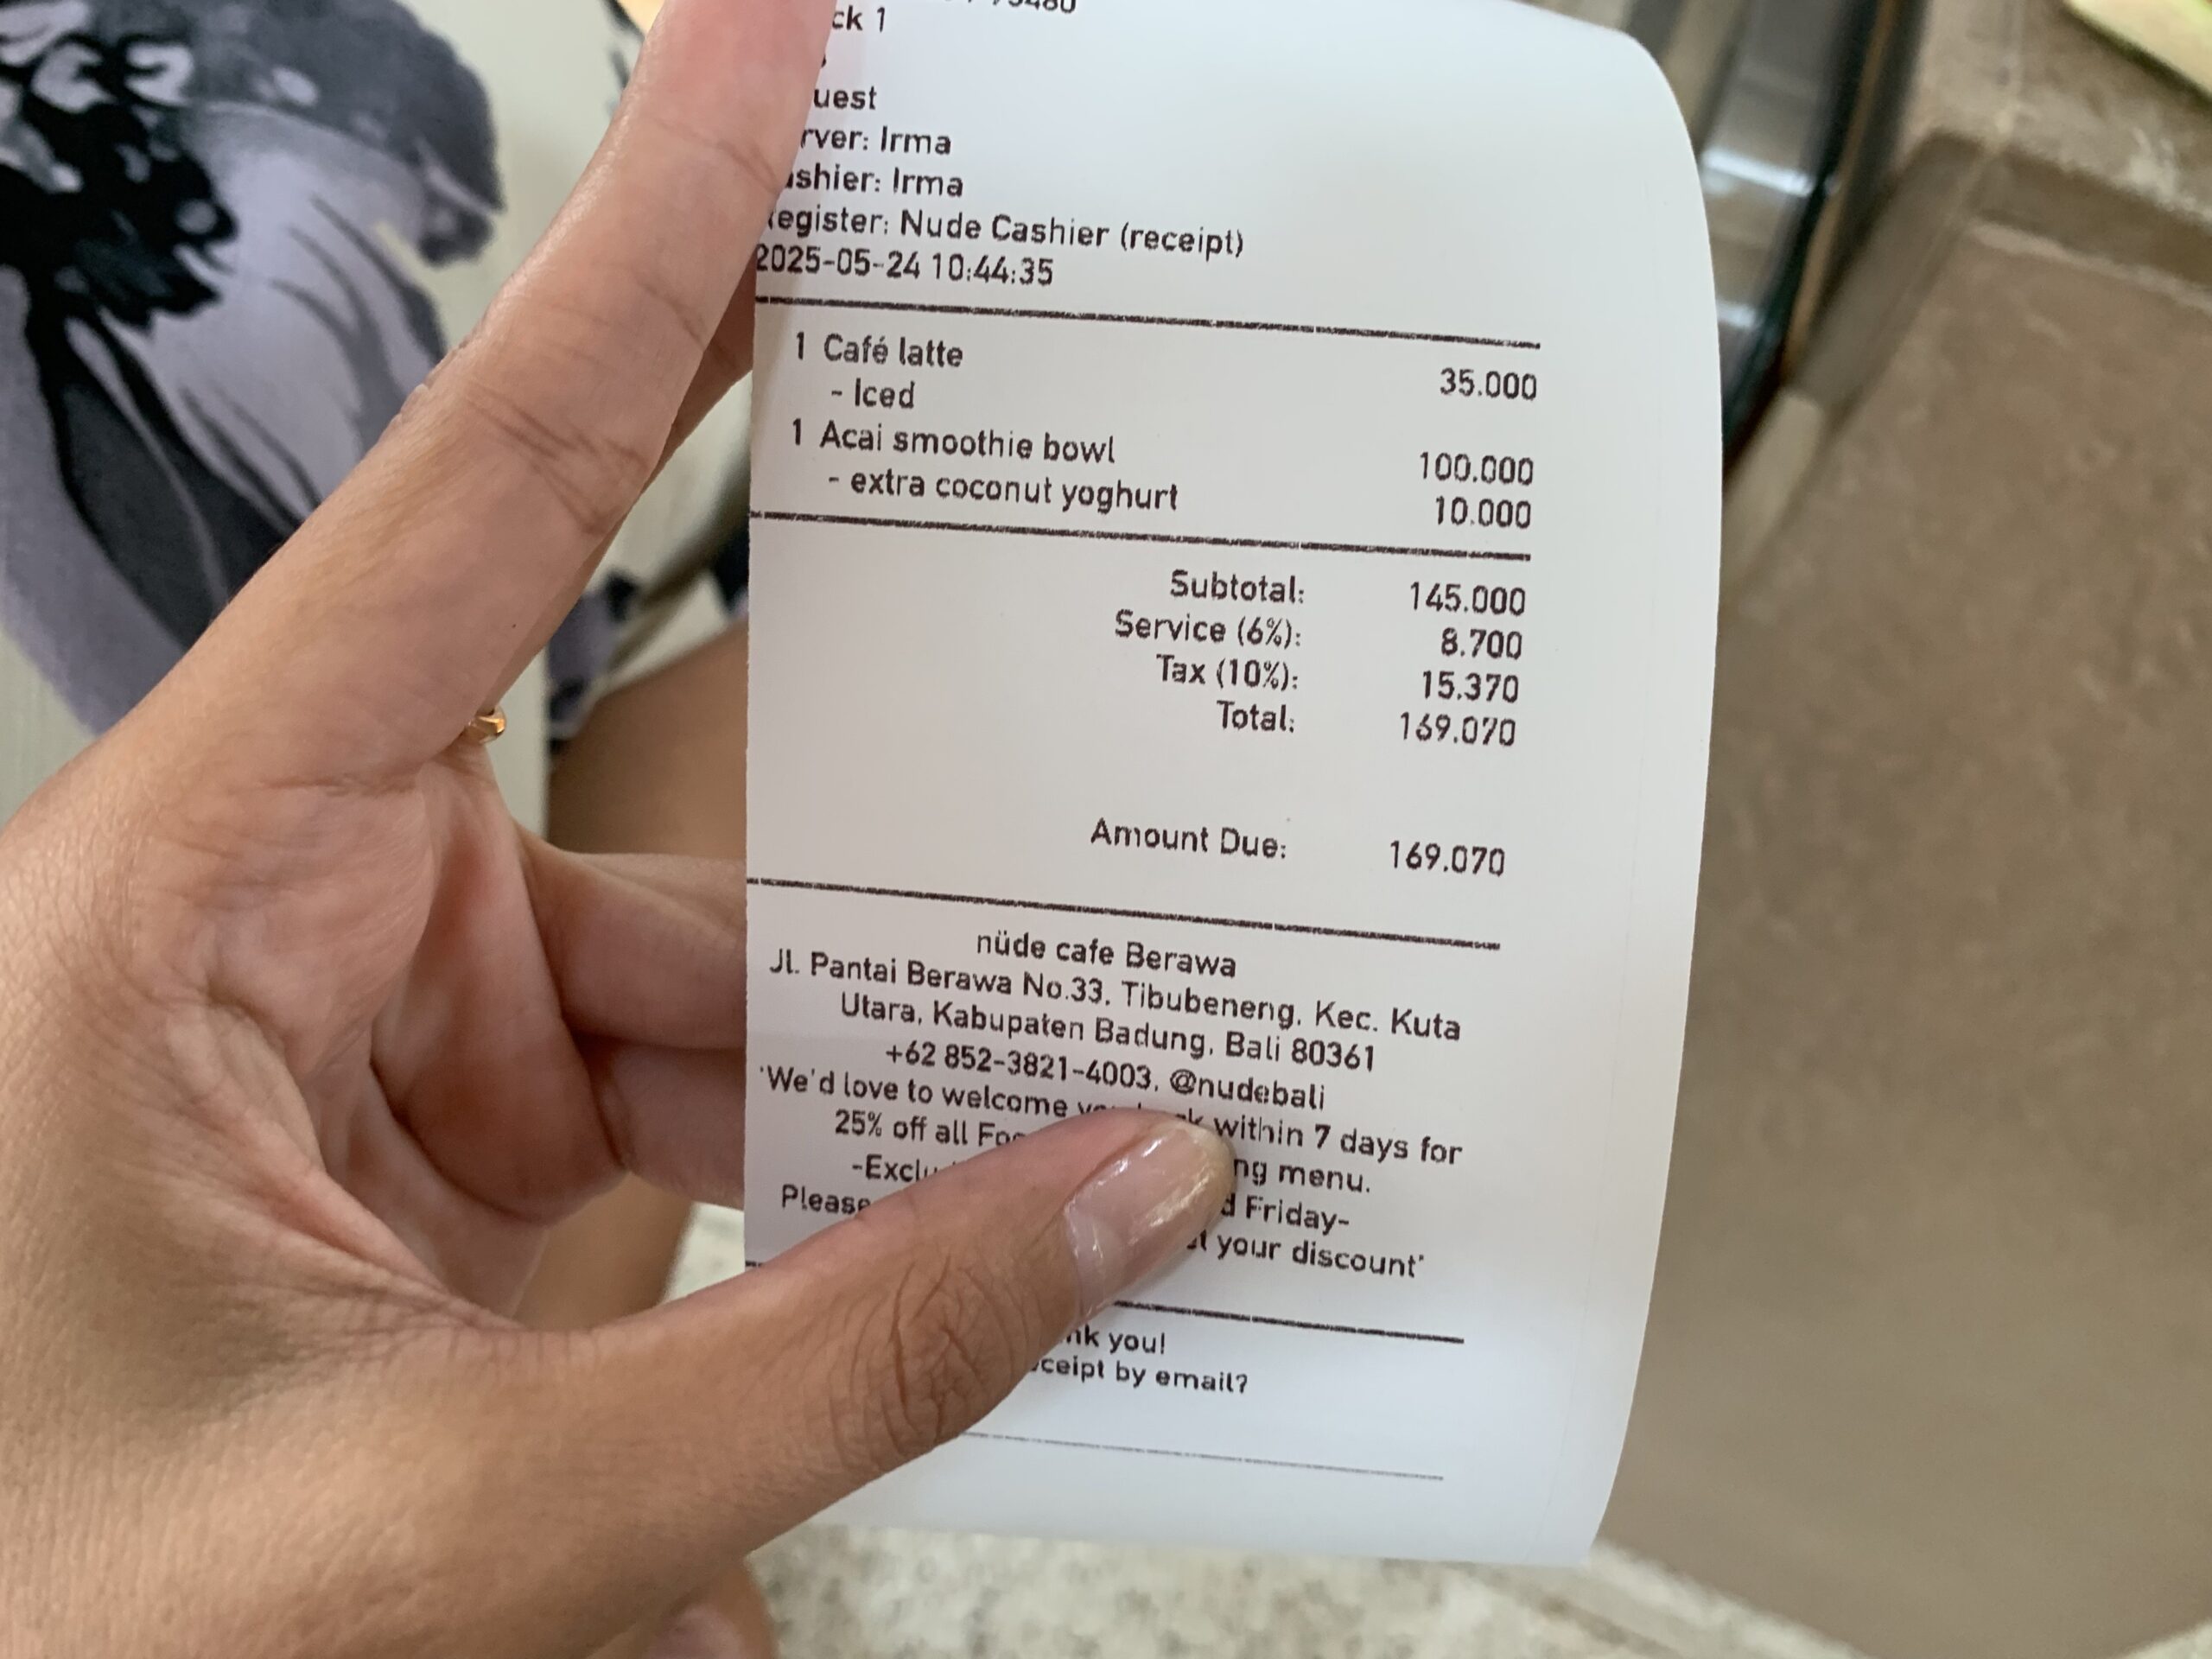 ck 1
uest
rver: Irma
shier: Irma
egister: Nude Cashier (receipt)
2025-05-24 10:44:35
1 Café latte 35.000
- Iced
1 Acai smoothie bowl 100.000
- extra coconut yoghurt 10.000
Subtotal: 145.000
Service (6%): 8.700
Tax (10%): 15.370
Total: 169.070
Amount Due: 169.070
nüde cafe Berawa
Jl. Pantai Berawa No.33, Tibubeneng, Kec. Kuta
Utara, Kabupaten Badung, Bali 80361
+62 852-3821-4003, @nudebali
'We'd love to welcome within 7 days for
25% off all ng menu.
Friday-
Please your discount'
nk you!
ceipt by email?